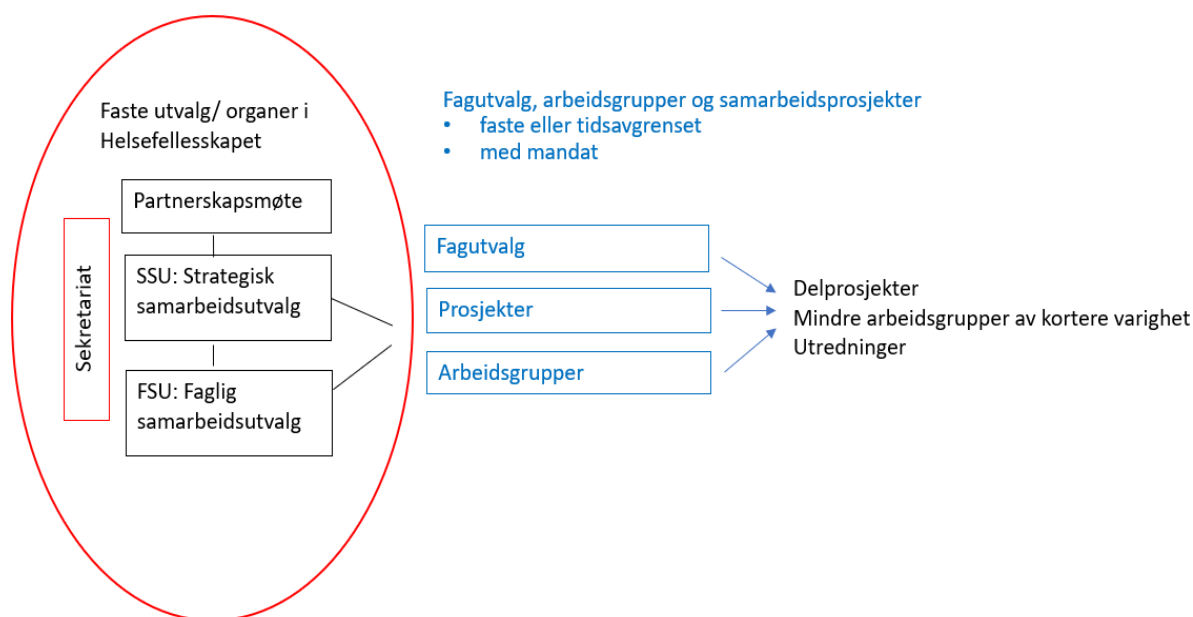 Faste utvalg/ organer i
Helsefellesskapet
Partnerskapsmøte
Sekretariat
SSU: Strategisk
samarbeidsutvalg
FSU: Faglig
samarbeidsutvalg
Fagutvalg, arbeidsgrupper og samarbeidsprosjekter
• faste eller tidsavgrenset
• med mandat
Fagutvalg
Prosjekter
Arbeidsgrupper
Delprosjekter
Mindre arbeidsgrupper av kortere varighet
Utredninger